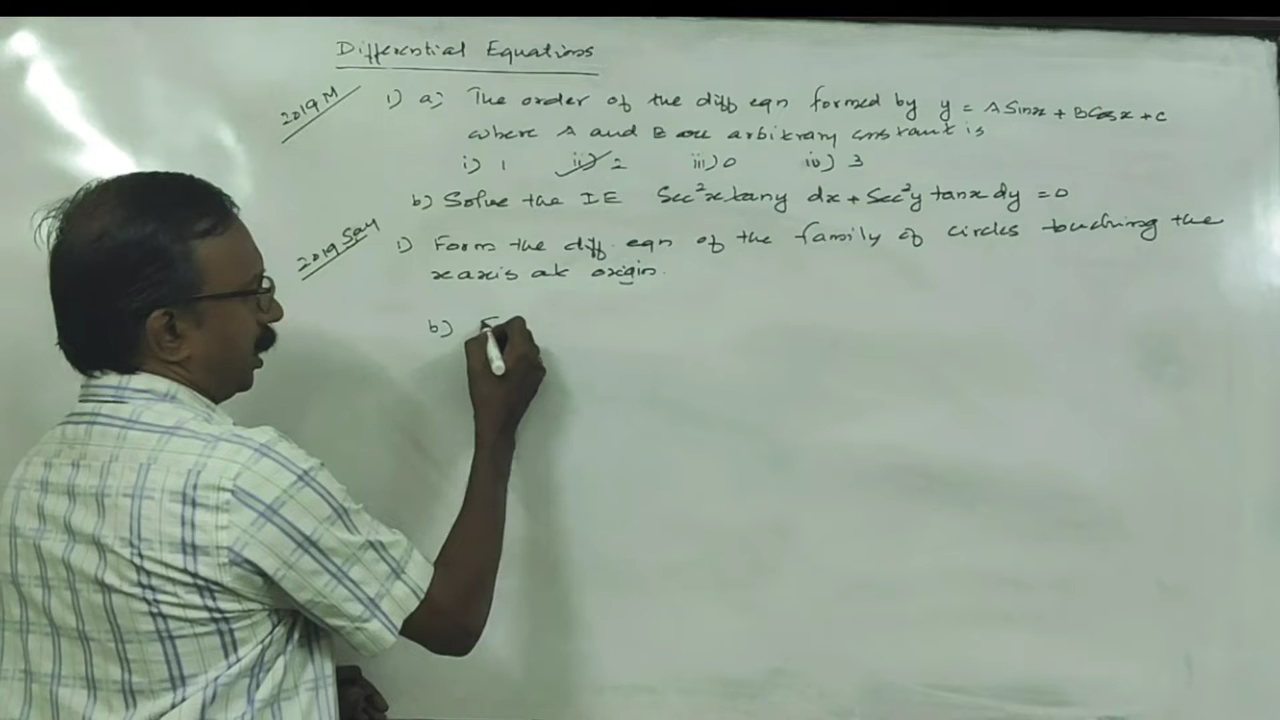 Differential Equations
2019 M
1) a) The order of the diff eqn formed by y = A Sinx + B Cosx + C
where A and B are arbitrary constant is
i) 1 ii) 2 iii) 0 iv) 3
b) Solve the IE Sec²x tany dx + Sec²y tanx dy = 0
2019 Say
1) Form the diff. eqn of the family of circles touching the
x axis at origin.
b)